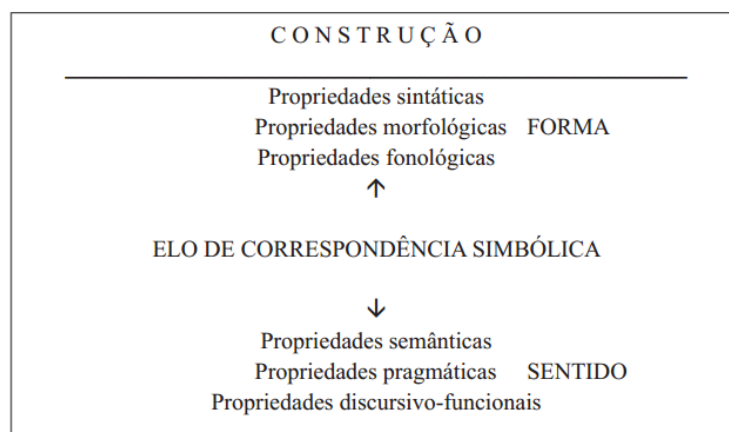 CONSTRUÇÃO
Propriedades sintáticas
Propriedades morfológicas FORMA
Propriedades fonológicas
↑
ELO DE CORRESPONDÊNCIA SIMBÓLICA
↓
Propriedades semânticas
Propriedades pragmáticas SENTIDO
Propriedades discursivo-funcionais